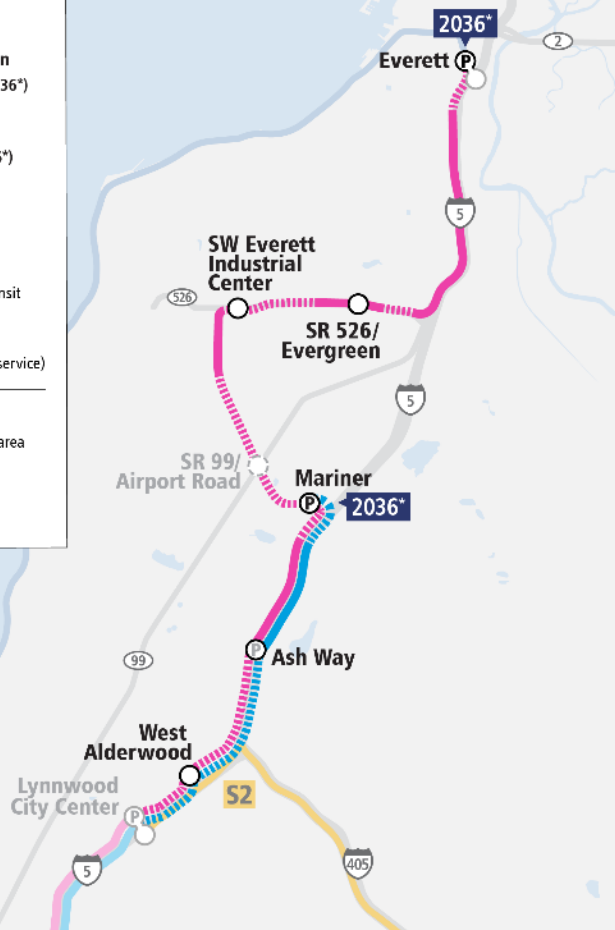 n
36*)
*)
nsit
service)
area
2036*
2
Everett P
5
SW Everett
Industrial
Center
526
SR 526/
Evergreen
5
SR 99/
Airport Road
Mariner
P
2036*
P
Ash Way
99
West
Alderwood
Lynnwood
City Center
P
S2
5
405